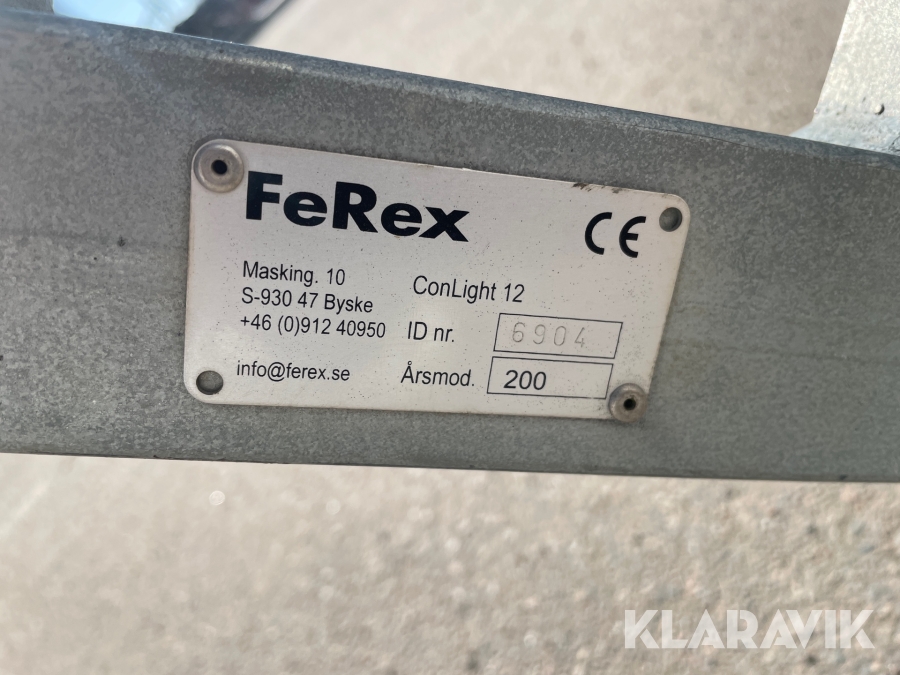 FeRex
CE
Masking. 10
S-930 47 Byske
+46 (0)912 40950
info@ferex.se
ConLight 12
ID nr. 6904
Årsmod. 200
KLARAVIK